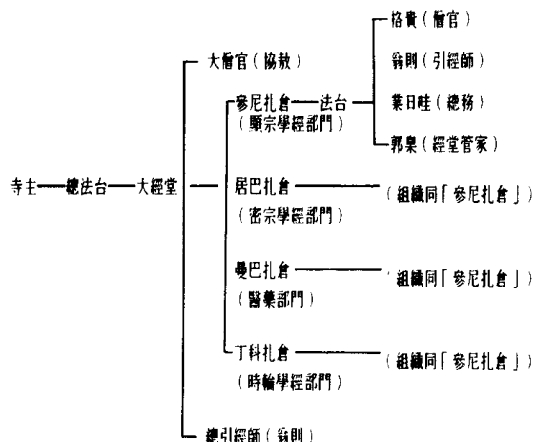 格貴（僧官）
大僧官（協敖）
翁則（引經師）
參尼扎倉 法台
葉日哇（總務）
（顯宗學經部門）
郭䍐（經堂管家）
寺主 總法台 大經堂
居巴扎倉 （組織同「參尼扎倉」）
（密宗學經部門）
曼巴扎倉 （組織同「參尼扎倉」）
（醫藥部門）
丁科扎倉 （組織同「參尼扎倉」）
（時輪學經部門）
總引經師（翁則）